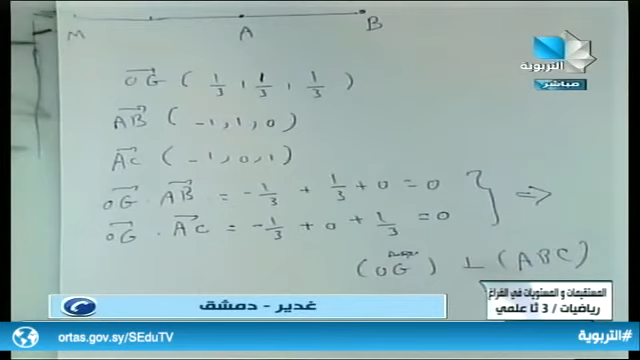 M A B
التربوية
مباشر
OG⃗ ( 1/3 , 1/3 , 1/3 )
AB⃗ ( -1, 1, 0 )
AC⃗ ( -1, 0, 1 )
OG⃗ . AB⃗ = -1/3 + 1/3 + 0 = 0
OG⃗ . AC⃗ = -1/3 + 0 + 1/3 = 0 } ⇒
(OG) ⊥ (ABC)
المستقيمات و المستويات في الفراغ
رياضيات / 3 ثا علمي
غدير - دمشق
ortas.gov.sy/SEduTV
#التربوية